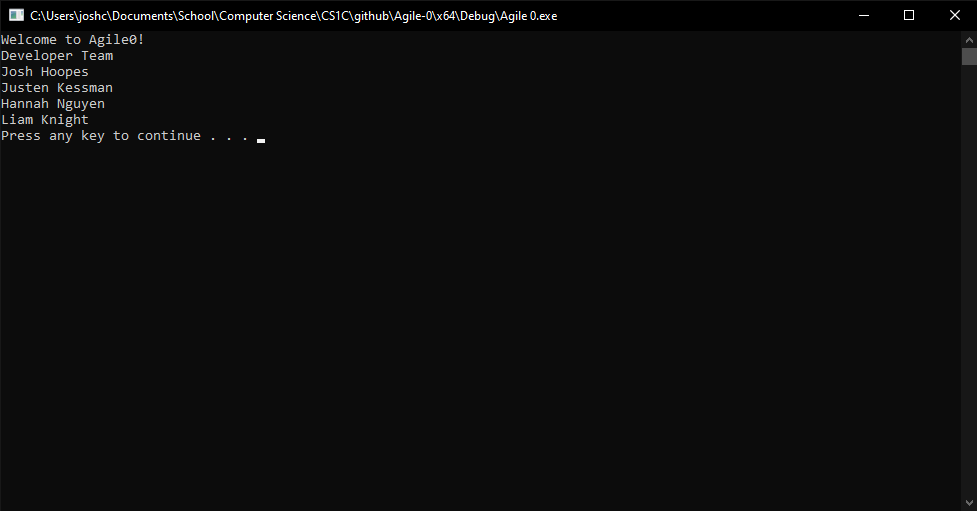 C:\Users\joshc\Documents\School\Computer Science\CS1C\github\Agile-0\x64\Debug\Agile 0.exe
Welcome to Agile0!
Developer Team
Josh Hoopes
Justen Kessman
Hannah Nguyen
Liam Knight
Press any key to continue . . .